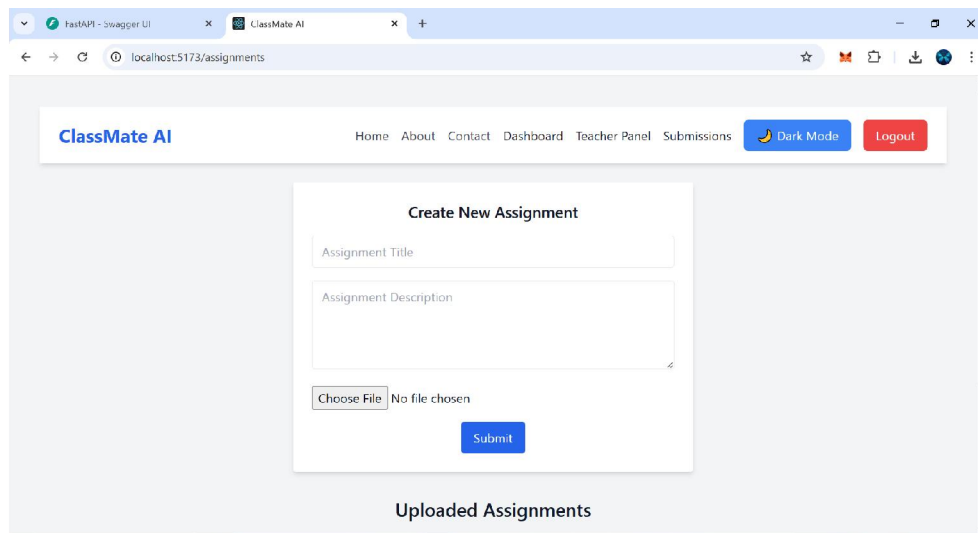 FastAPI - Swagger UI
ClassMate AI
localhost:5173/assignments
ClassMate AI
Home About Contact Dashboard Teacher Panel Submissions Dark Mode Logout
Create New Assignment
Assignment Title
Assignment Description
Choose File No file chosen
Submit
Uploaded Assignments